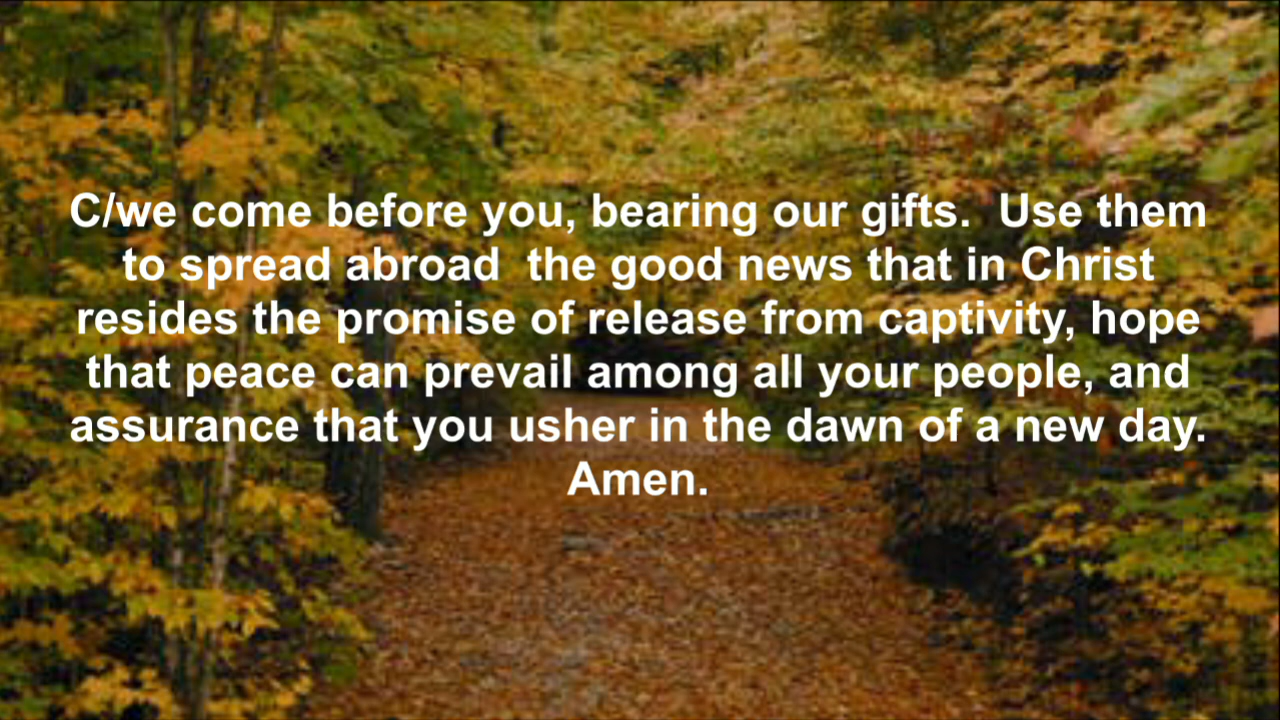 C/we come before you, bearing our gifts.  Use them
to spread abroad  the good news that in Christ
resides the promise of release from captivity, hope
that peace can prevail among all your people, and
assurance that you usher in the dawn of a new day.
Amen.